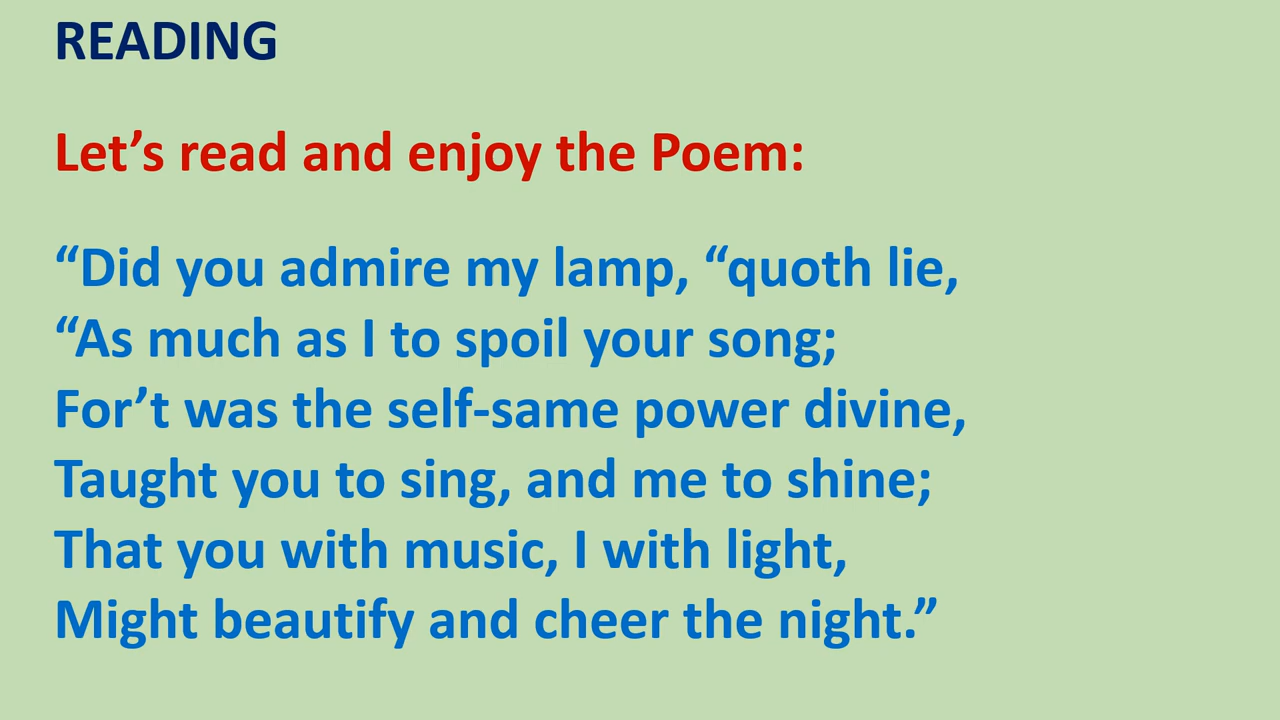 READING
Let’s read and enjoy the Poem:
“Did you admire my lamp, “quoth lie,
“As much as I to spoil your song;
For’t was the self-same power divine,
Taught you to sing, and me to shine;
That you with music, I with light,
Might beautify and cheer the night.”